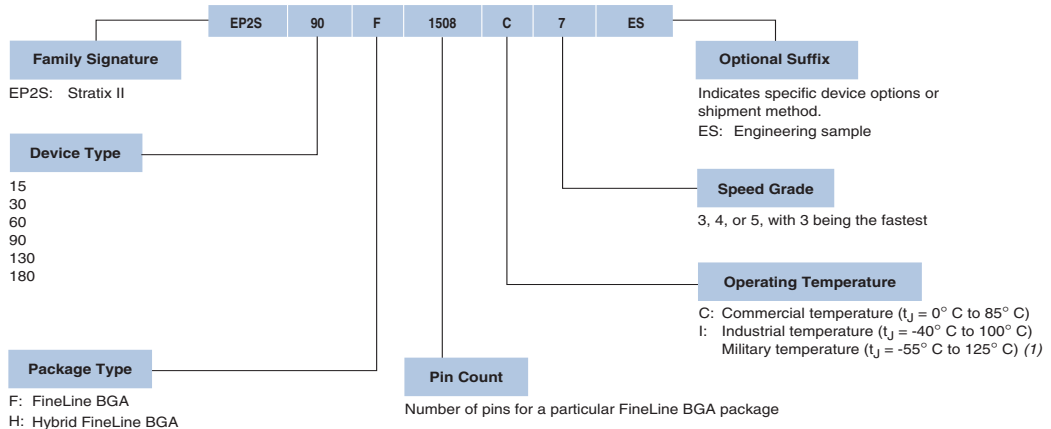 EP2S 90 F 1508 C 7 ES
Family Signature
EP2S: Stratix II
Device Type
15
30
60
90
130
180
Package Type
F: FineLine BGA
H: Hybrid FineLine BGA
Pin Count
Number of pins for a particular FineLine BGA package
Optional Suffix
Indicates specific device options or
shipment method.
ES: Engineering sample
Speed Grade
3, 4, or 5, with 3 being the fastest
Operating Temperature
C: Commercial temperature (tJ = 0° C to 85° C)
I: Industrial temperature (tJ = -40° C to 100° C)
Military temperature (tJ = -55° C to 125° C) (1)